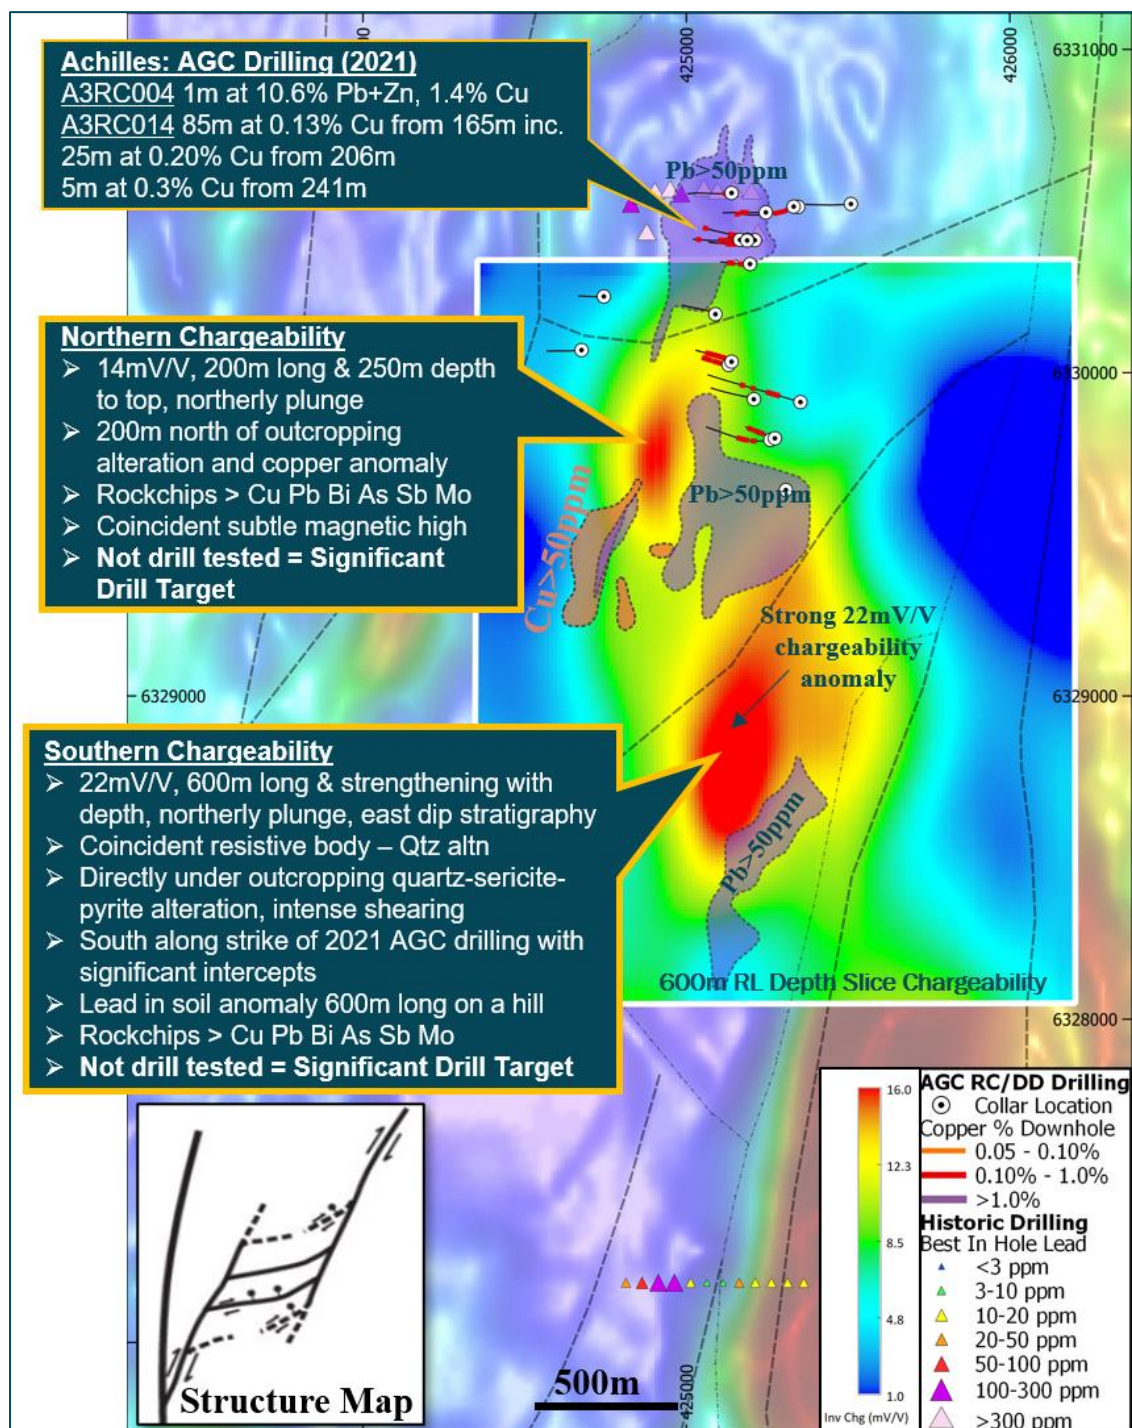 Achilles: AGC Drilling (2021)
A3RC004 1m at 10.6% Pb+Zn, 1.4% Cu
A3RC014 85m at 0.13% Cu from 165m inc.
25m at 0.20% Cu from 206m
5m at 0.3% Cu from 241m
425000
426000
6331000
Pb>50ppm
Northern Chargeability
➢ 14mV/V, 200m long & 250m depth
to top, northerly plunge
➢ 200m north of outcropping
alteration and copper anomaly
➢ Rockchips > Cu Pb Bi As Sb Mo
➢ Coincident subtle magnetic high
➢ Not drill tested = Significant
Drill Target
6330000
Cu>50ppm
Pb>50ppm
Strong 22mV/V
chargeability
anomaly
6329000
6329000
Southern Chargeability
➢ 22mV/V, 600m long & strengthening with
depth, northerly plunge, east dip stratigraphy
➢ Coincident resistive body – Qtz altn
➢ Directly under outcropping quartz-sericite-
pyrite alteration, intense shearing
➢ South along strike of 2021 AGC drilling with
significant intercepts
➢ Lead in soil anomaly 600m long on a hill
➢ Rockchips > Cu Pb Bi As Sb Mo
➢ Not drill tested = Significant Drill Target
Pb>50ppm
600m RL Depth Slice Chargeability
6328000
Structure Map
500m
425000
16.0
12.3
8.5
4.8
1.0
Inv Chg (mV/V)
AGC RC/DD Drilling
Collar Location
Copper % Downhole
0.05 - 0.10%
0.10% - 1.0%
>1.0%
Historic Drilling
Best In Hole Lead
<3 ppm
3-10 ppm
10-20 ppm
20-50 ppm
50-100 ppm
100-300 ppm
>300 ppm